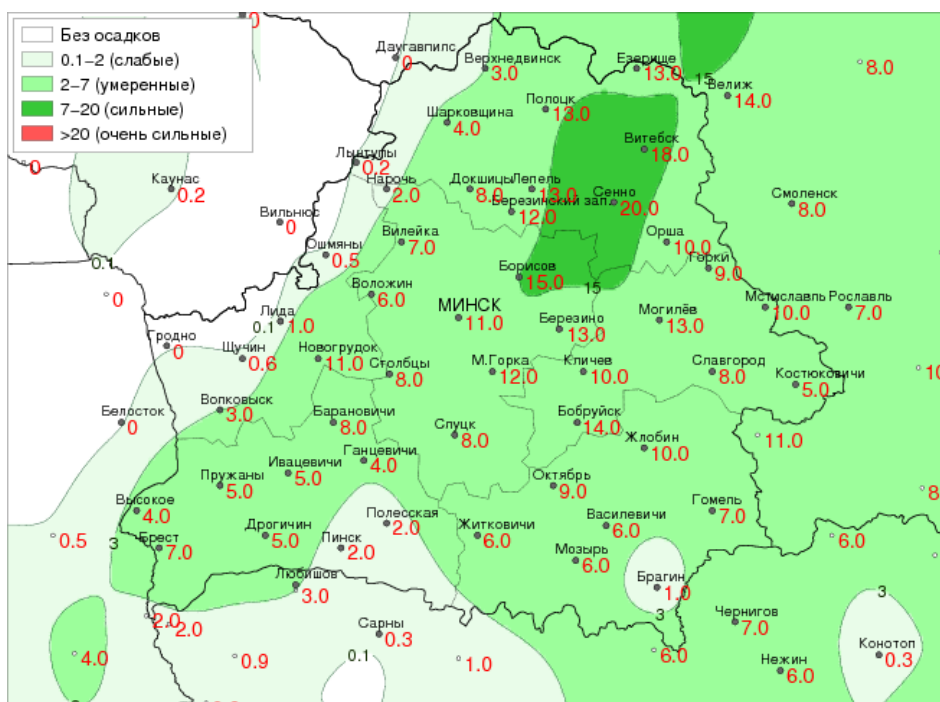 Без осадков
0.1-2 (слабые)
2-7 (умеренные)
7-20 (сильные)
>20 (очень сильные)
0
Даугавпилс
0
Верхнедвинск
3.0
Езерище
13.0
15
8.0
Велиж
14.0
Полоцк
13.0
Шарковщина
4.0
Витебск
18.0
0
Лынтупы
0.2
Каунас
0.2
Нарочь
2.0
Докшицы
8.0
Лепель
13.0
Березинский зап.
12.0
Сенно
20.0
Смоленск
8.0
Вильнюс
0
Вилейка
7.0
Орша
10.0
Ошмяны
0.5
0.1
Горки
9.0
Борисов
15.0
15
Воложин
6.0
0
Лида
0.1
1.0
МИНСК
11.0
Березино
13.0
Могилёв
13.0
Мстиславль
10.0
Рославль
7.0
Гродно
0
Щучин
0.6
Новогрудок
11.0
Столбцы
8.0
М.Горка
12.0
Кличев
10.0
Славгород
8.0
Костюковичи
5.0
10
Волковыск
3.0
Белосток
0
Барановичи
8.0
Слуцк
8.0
Бобруйск
14.0
Жлобин
10.0
11.0
Ганцевичи
4.0
Ивацевичи
5.0
Пружаны
5.0
Октябрь
9.0
8
Высокое
4.0
Полесская
2.0
Гомель
7.0
Дрогичин
5.0
Пинск
2.0
Житковичи
6.0
Василевичи
6.0
6.0
0.5
3
Брест
7.0
Мозырь
6.0
Любишов
3.0
Брагин
1.0
3
3
2.0
2.0
Чернигов
7.0
Сарны
0.3
0.1
4.0
0.9
1.0
6.0
Нежин
6.0
Конотоп
0.3